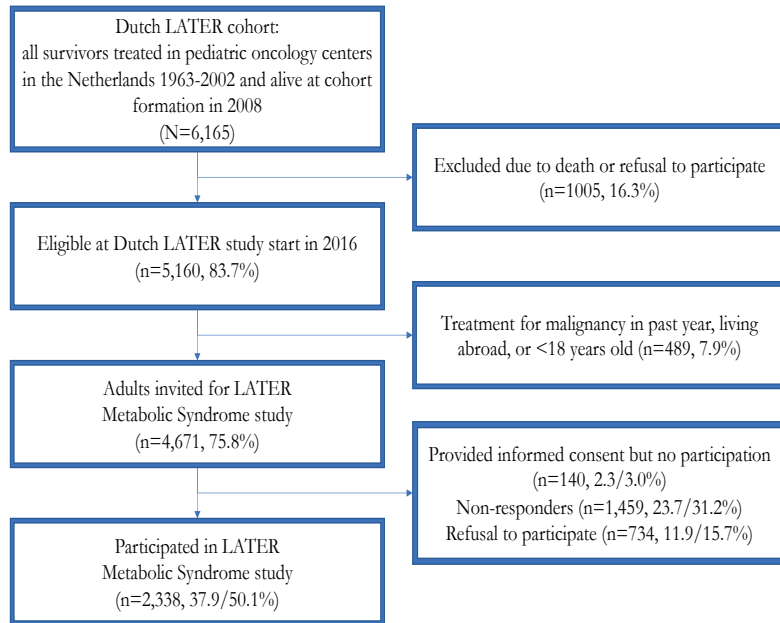 Dutch LATER cohort:
all survivors treated in pediatric oncology centers
in the Netherlands 1963-2002 and alive at cohort
formation in 2008
(N=6,165)
Excluded due to death or refusal to participate
(n=1005, 16.3%)
Eligible at Dutch LATER study start in 2016
(n=5,160, 83.7%)
Treatment for malignancy in past year, living
abroad, or <18 years old (n=489, 7.9%)
Adults invited for LATER
Metabolic Syndrome study
(n=4,671, 75.8%)
Provided informed consent but no participation
(n=140, 2.3/3.0%)
Non-responders (n=1,459, 23.7/31.2%)
Refusal to participate (n=734, 11.9/15.7%)
Participated in LATER
Metabolic Syndrome study
(n=2,338, 37.9/50.1%)